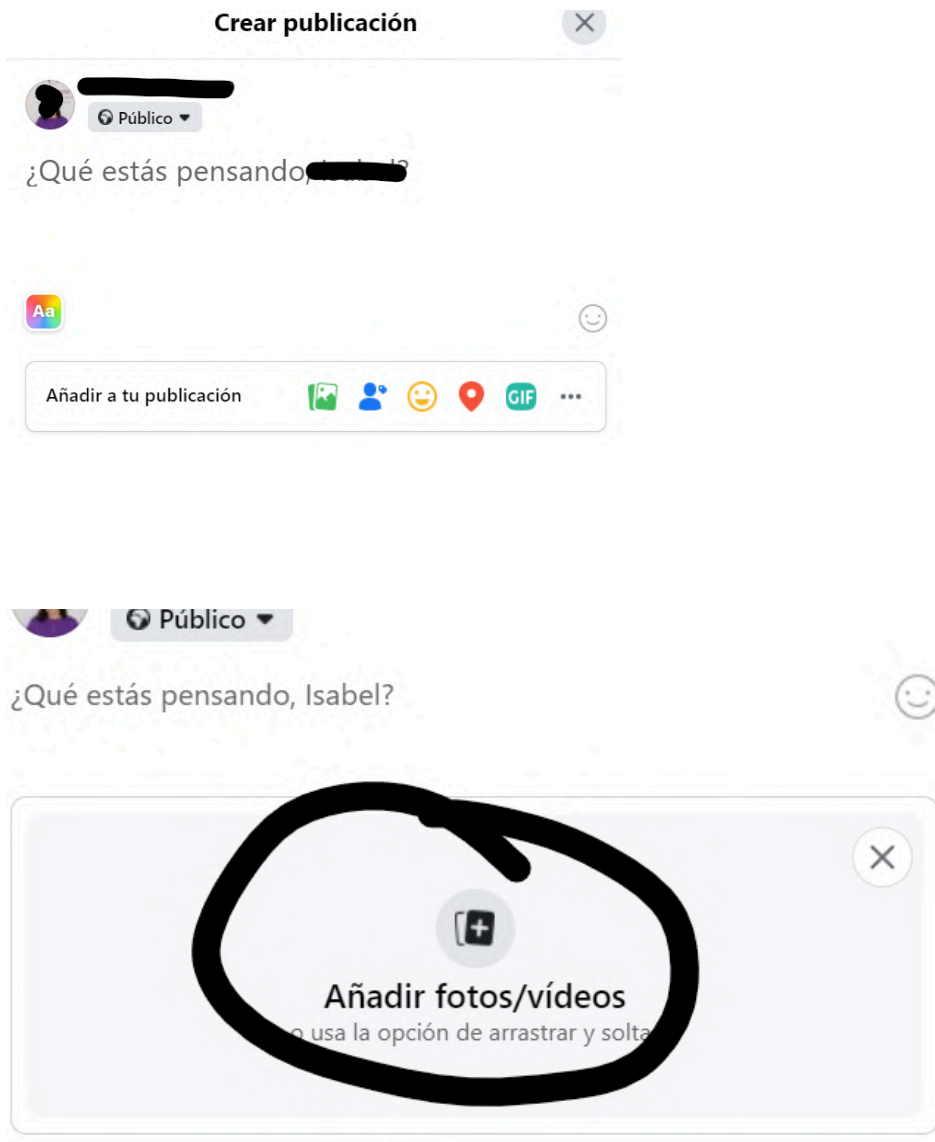 Crear publicación
Público
¿Qué estás pensando,
Aa
Añadir a tu publicación
GIF
Público
¿Qué estás pensando, Isabel?
Añadir fotos/vídeos
o usa la opción de arrastrar y